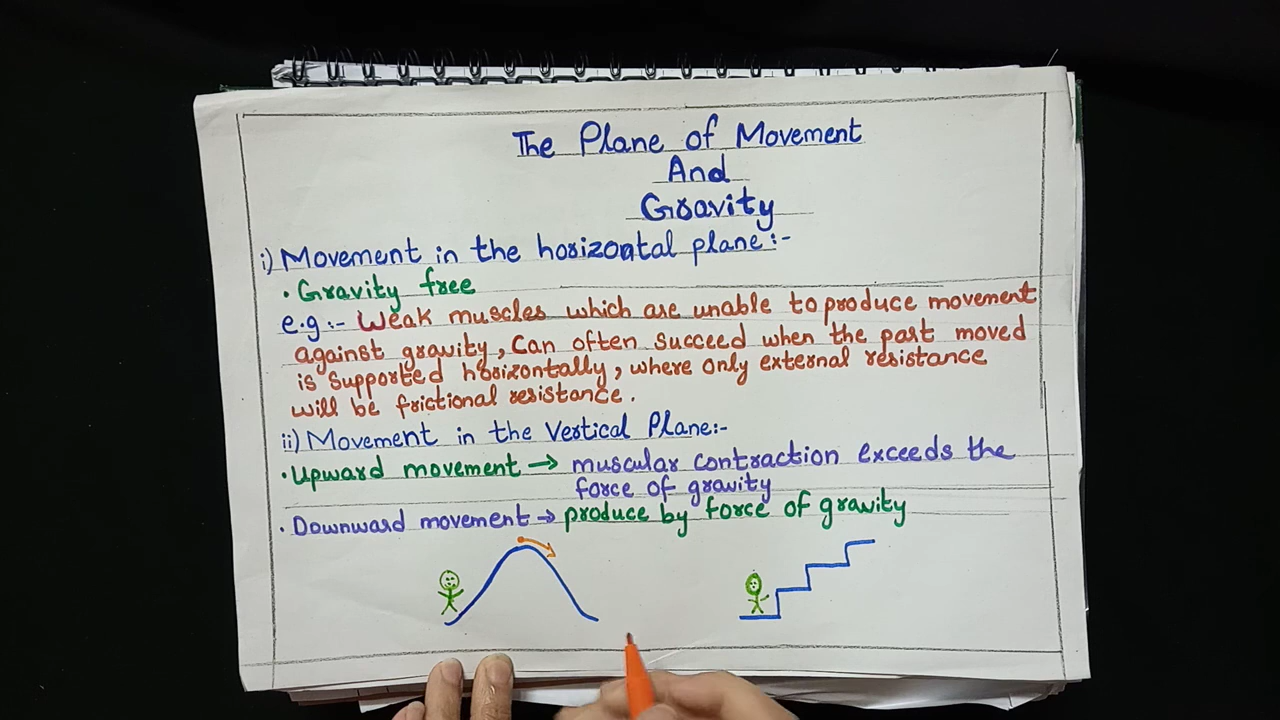 The Plane of Movement
And
Gravity
i) Movement in the horizontal plane:-
• Gravity free
e.g:- Weak muscles which are unable to produce movement
against gravity, Can often succeed when the part moved
is supported horizontally, where only external resistance
will be frictional resistance.
ii) Movement in the Vertical Plane:-
• Upward movement → muscular contraction exceeds the
force of gravity
• Downward movement → produce by force of gravity